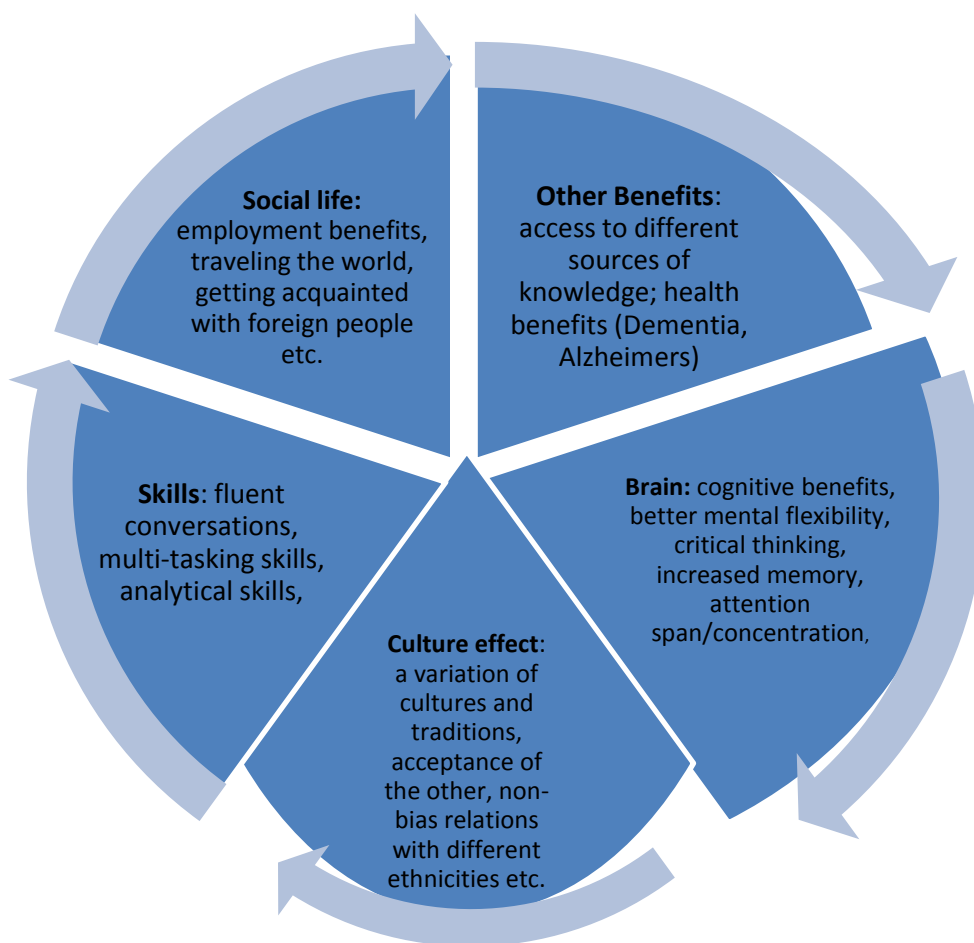 Social life:
employment benefits,
traveling the world,
getting acquainted
with foreign people
etc.
Other Benefits:
access to different
sources of
knowledge; health
benefits (Dementia,
Alzheimers)
Brain: cognitive benefits,
better mental flexibility,
critical thinking,
increased memory,
attention
span/concentration,
Culture effect:
a variation of
cultures and
traditions,
acceptance of
the other, non-
bias relations
with different
ethnicities etc.
Skills: fluent
conversations,
multi-tasking skills,
analytical skills,